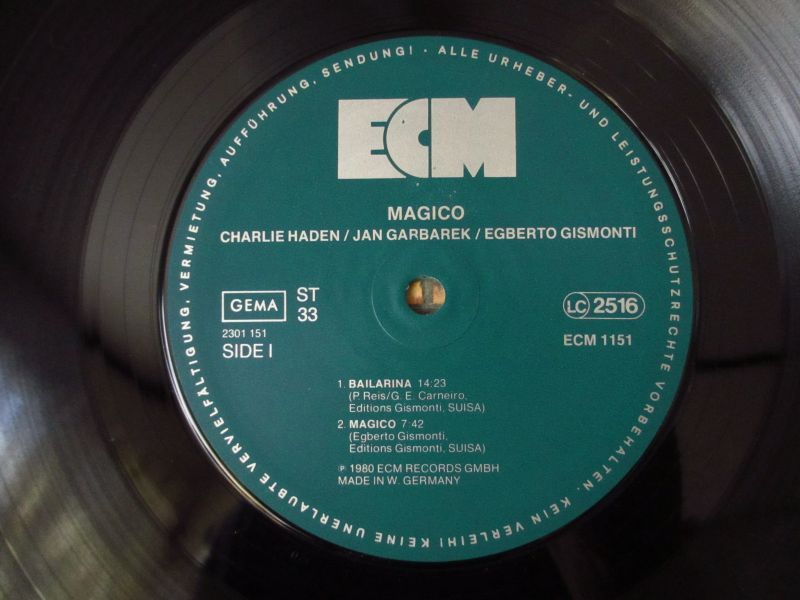 ALLE URHEBER- UND LEISTUNGSSCHUTZRECHTE VORBEHALTEN. KEIN VERLEIH! KEINE UNERLAUBTE VERVIELFÄLTIGUNG, VERMIETUNG, AUFFÜHRUNG, SENDUNG! ·
ECM
MAGICO
CHARLIE HADEN / JAN GARBAREK / EGBERTO GISMONTI
GEMA ST 33
LC 2516
2301 151
SIDE I
ECM 1151
1. BAILARINA 14:23
(P. Reis/G. E. Carneiro,
Editions Gismonti, SUISA)
2. MAGICO 7:42
(Egberto Gismonti,
Editions Gismonti, SUISA)
℗ 1980 ECM RECORDS GMBH
MADE IN W. GERMANY